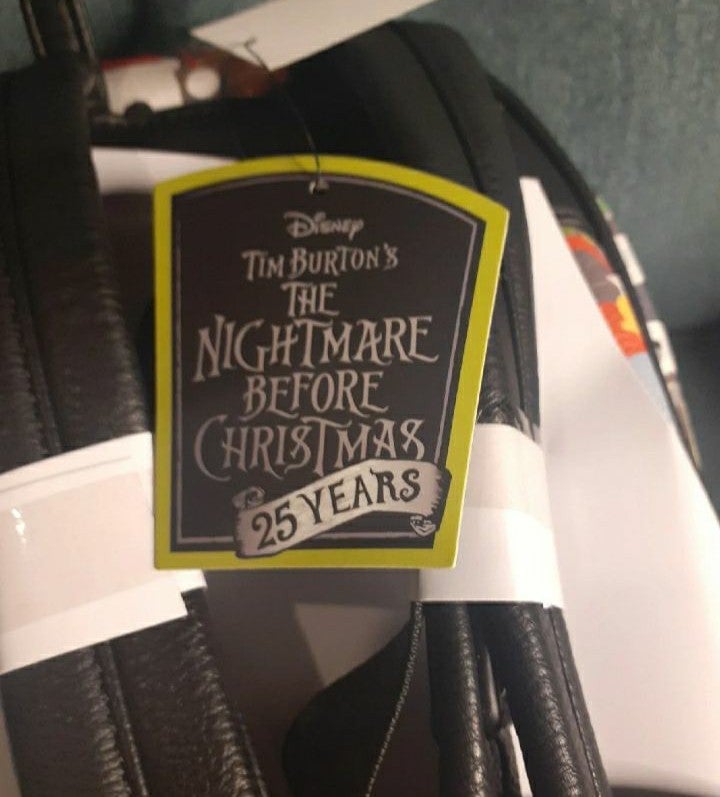 Disney
TIM BURTON'S
THE
NIGHTMARE
BEFORE
CHRISTMAS
25 YEARS